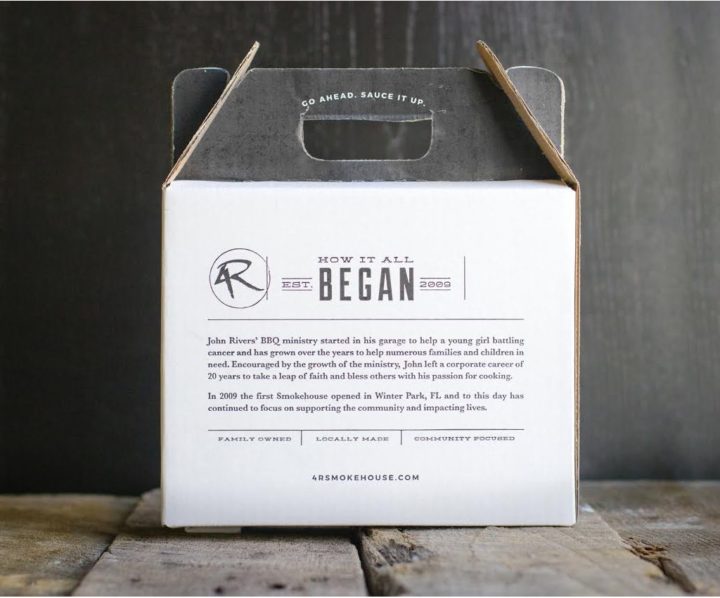 GO AHEAD. SAUCE IT UP.
4R
HOW IT ALL
EST. BEGAN 2009
John Rivers' BBQ ministry started in his garage to help a young girl battling
cancer and has grown over the years to help numerous families and children in
need. Encouraged by the growth of the ministry, John left a corporate career of
20 years to take a leap of faith and bless others with his passion for cooking.
In 2009 the first Smokehouse opened in Winter Park, FL and to this day has
continued to focus on supporting the community and impacting lives.
FAMILY OWNED LOCALLY MADE COMMUNITY FOCUSED
4RSMOKEHOUSE.COM